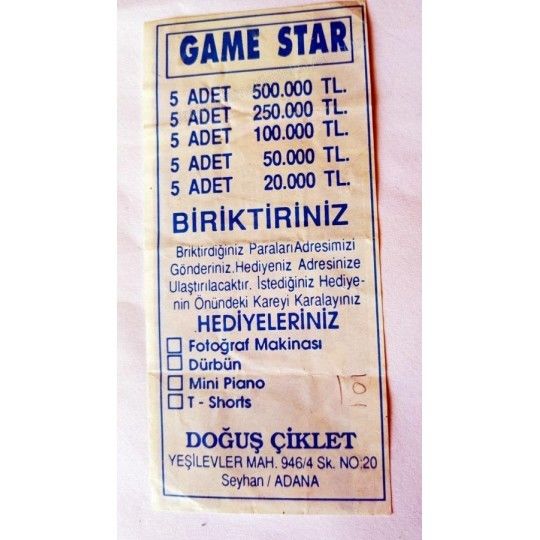 GAME STAR
5 ADET 500.000 TL.
5 ADET 250.000 TL.
5 ADET 100.000 TL.
5 ADET 50.000 TL.
5 ADET 20.000 TL.
BİRİKTİRİNİZ
Briktirdiğiniz Paraları Adresimizi
Gönderiniz.Hediyeniz Adresinize
Ulaştırılacaktır. İstediğiniz Hediye-
nin Önündeki Kareyi Karalayınız
HEDİYELERİNİZ
Fotoğraf Makinası
Dürbün
Mini Piano
T - Shorts
DOĞUŞ ÇİKLET
YEŞİLEVLER MAH. 946/4 Sk. NO:20
Seyhan / ADANA